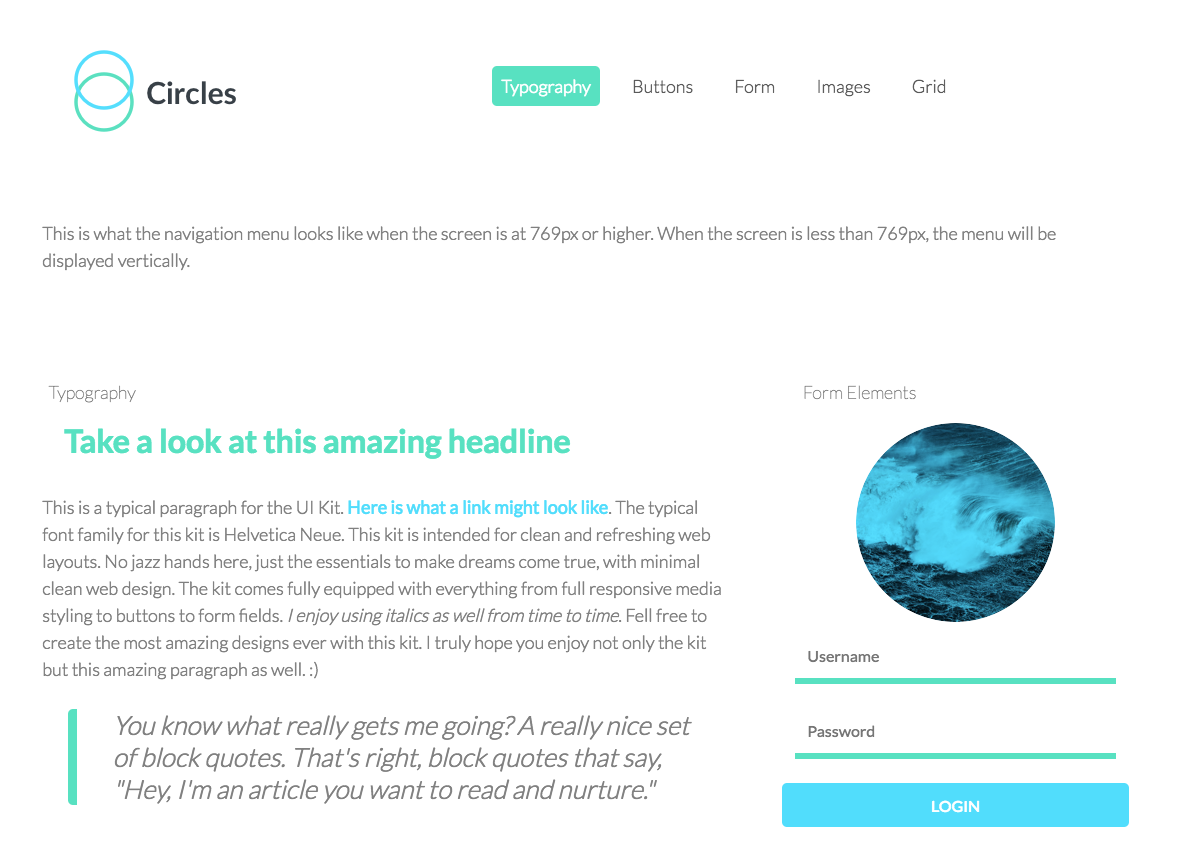 Circles
Typography Buttons Form Images Grid
This is what the navigation menu looks like when the screen is at 769px or higher. When the screen is less than 769px, the menu will be
displayed vertically.
Typography
Take a look at this amazing headline
This is a typical paragraph for the UI Kit. Here is what a link might look like. The typical
font family for this kit is Helvetica Neue. This kit is intended for clean and refreshing web
layouts. No jazz hands here, just the essentials to make dreams come true, with minimal
clean web design. The kit comes fully equipped with everything from full responsive media
styling to buttons to form fields. I enjoy using italics as well from time to time. Fell free to
create the most amazing designs ever with this kit. I truly hope you enjoy not only the kit
but this amazing paragraph as well. :)
You know what really gets me going? A really nice set
of block quotes. That's right, block quotes that say,
"Hey, I'm an article you want to read and nurture."
Form Elements
Username
Password
LOGIN